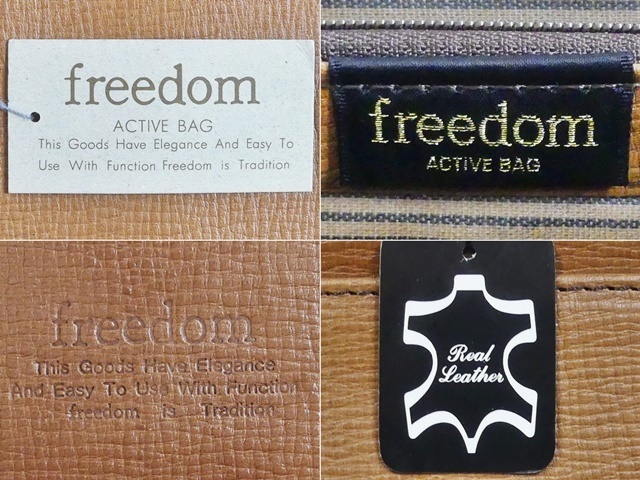 freedom
ACTIVE BAG
This Goods Have Elegance And Easy To
Use With Function Freedom is Tradition
freedom
ACTIVE BAG
freedom
This Goods Have Elegance
And Easy To Use With Function
freedom is Tradition
Real
Leather